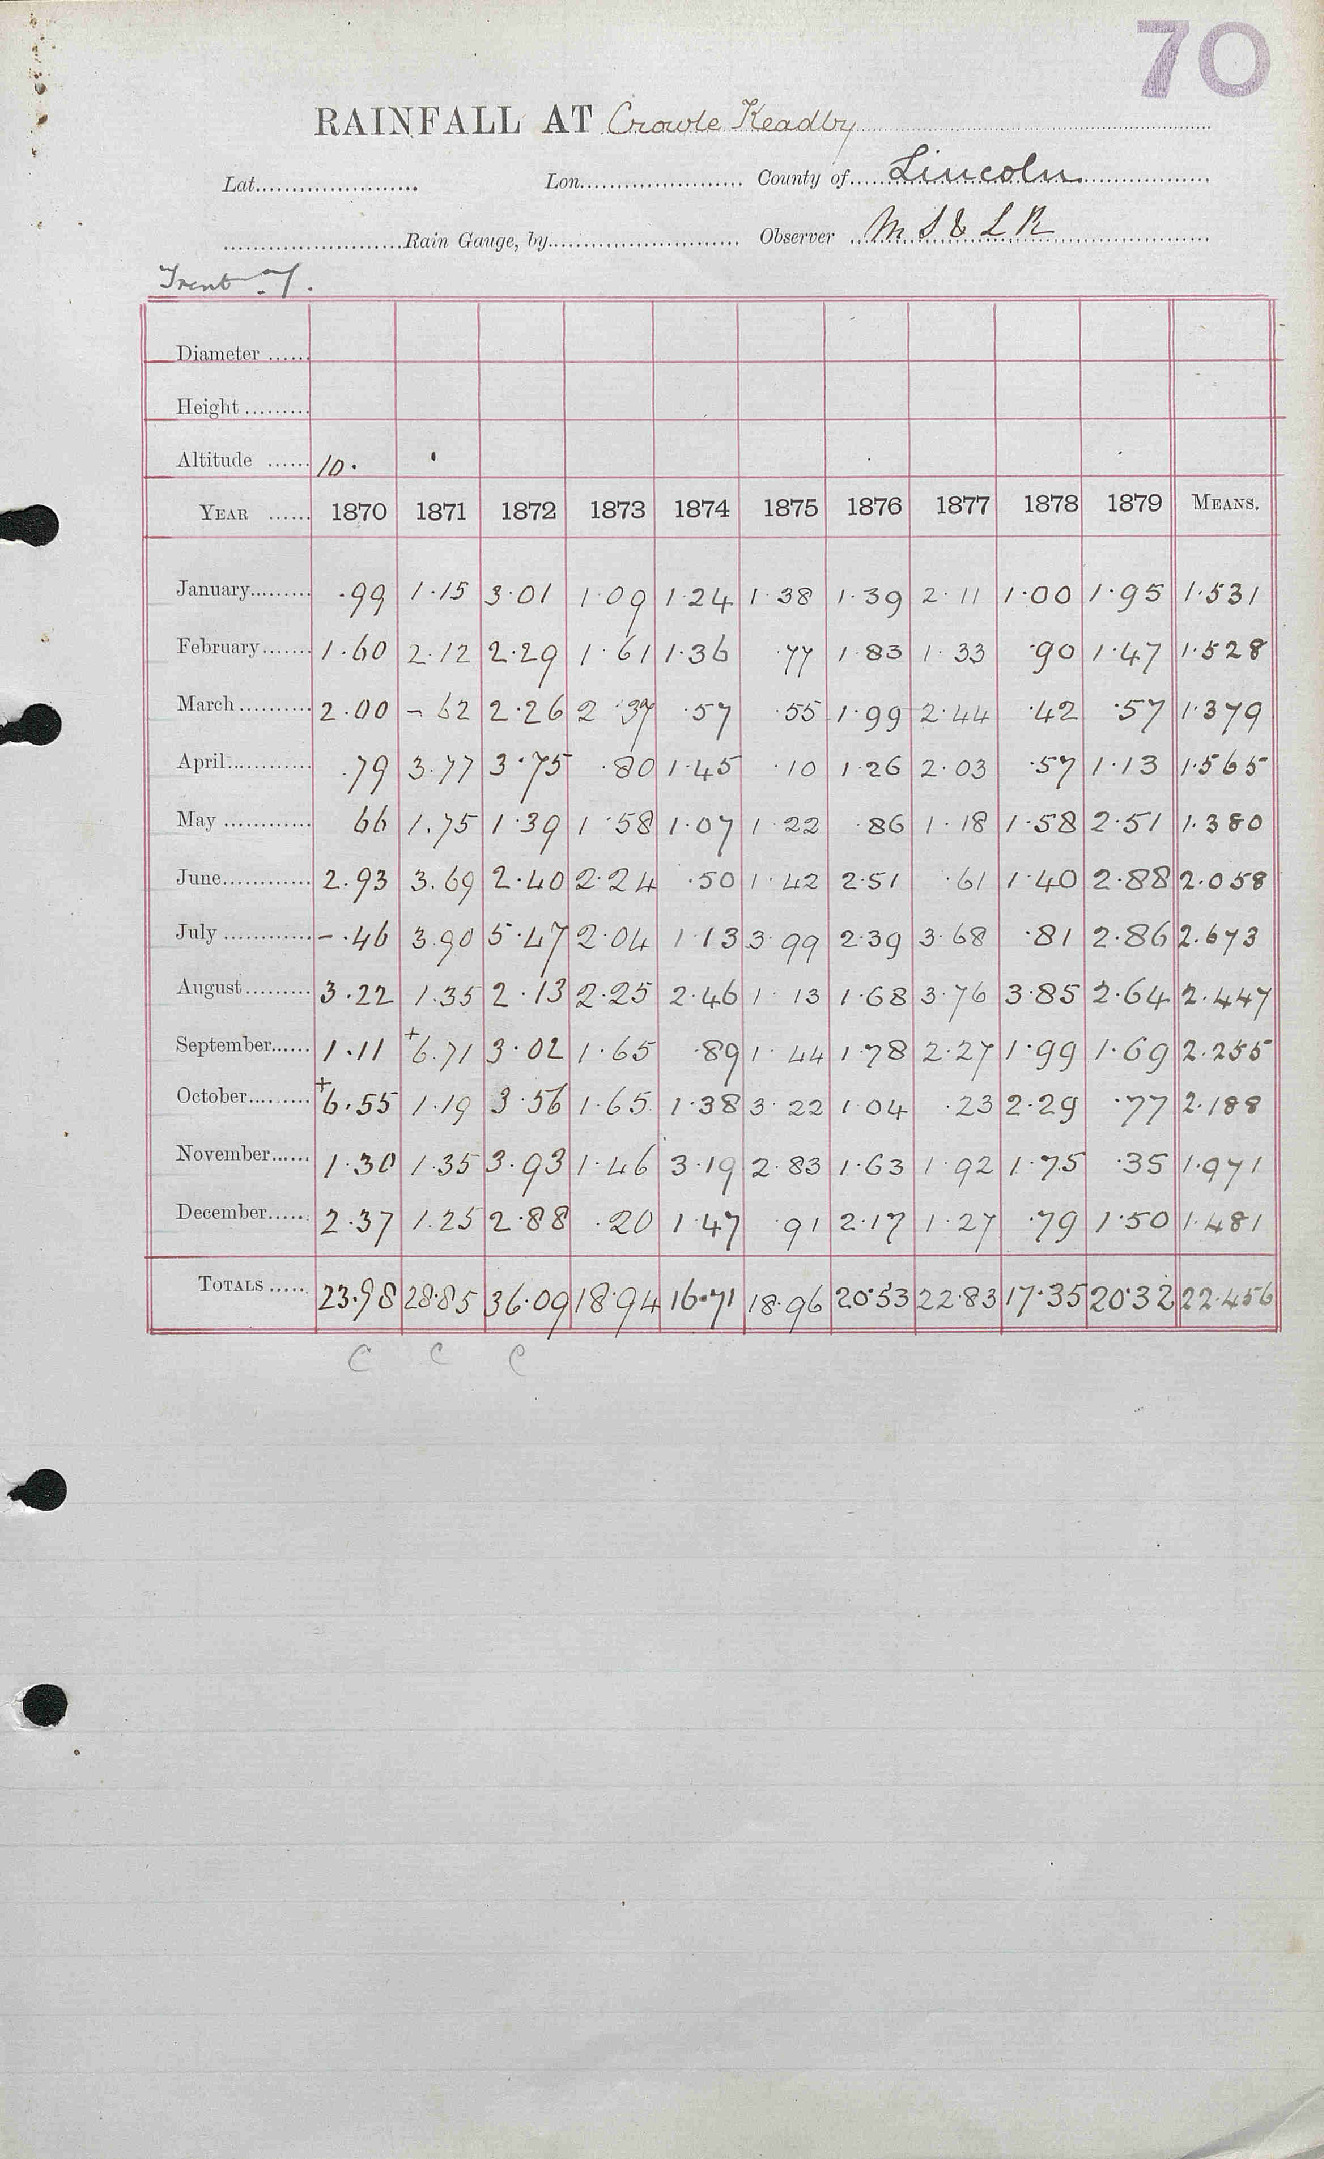 70
RAINFALL AT Crowle Keadby
Lat. Lon. County of Lincoln
Rain Gauge, by Observer M S & L R
Trent 7.
Diameter
Height
Altitude 10.
YEAR 1870 1871 1872 1873 1874 1875 1876 1877 1878 1879 MEANS.
January .99 1.15 3.01 1.09 1.24 1.38 1.39 2.11 1.00 1.95 1.531
February 1.60 2.12 2.29 1.61 1.36 .77 1.83 1.33 .90 1.47 1.528
March 2.00 - 62 2.26 2.37 .57 .55 1.99 2.44 .42 .57 1.379
April .79 3.77 3.75 .80 1.45 .10 1.26 2.03 .57 1.13 1.565
May 66 1.75 1.39 1.58 1.07 1.22 .86 1.18 1.58 2.51 1.380
June 2.93 3.69 2.40 2.24 .50 1.42 2.51 .61 1.40 2.88 2.058
July -.46 3.90 5.47 2.04 1.13 3.99 2.39 3.68 .81 2.86 2.673
August 3.22 1.35 2.13 2.25 2.46 1.13 1.68 3.76 3.85 2.64 2.447
September 1.11 +6.71 3.02 1.65 .89 1.44 1.78 2.27 1.99 1.69 2.255
October +6.55 1.19 3.56 1.65 1.38 3.22 1.04 .23 2.29 .77 2.188
November 1.30 1.35 3.93 1.46 3.19 2.83 1.63 1.92 1.75 .35 1.971
December 2.37 1.25 2.88 .20 1.47 .91 2.17 1.27 .79 1.50 1.481
TOTALS 23.98 28.85 36.09 18.94 16.71 18.96 20.53 22.83 17.35 20.32 22.456
C C C